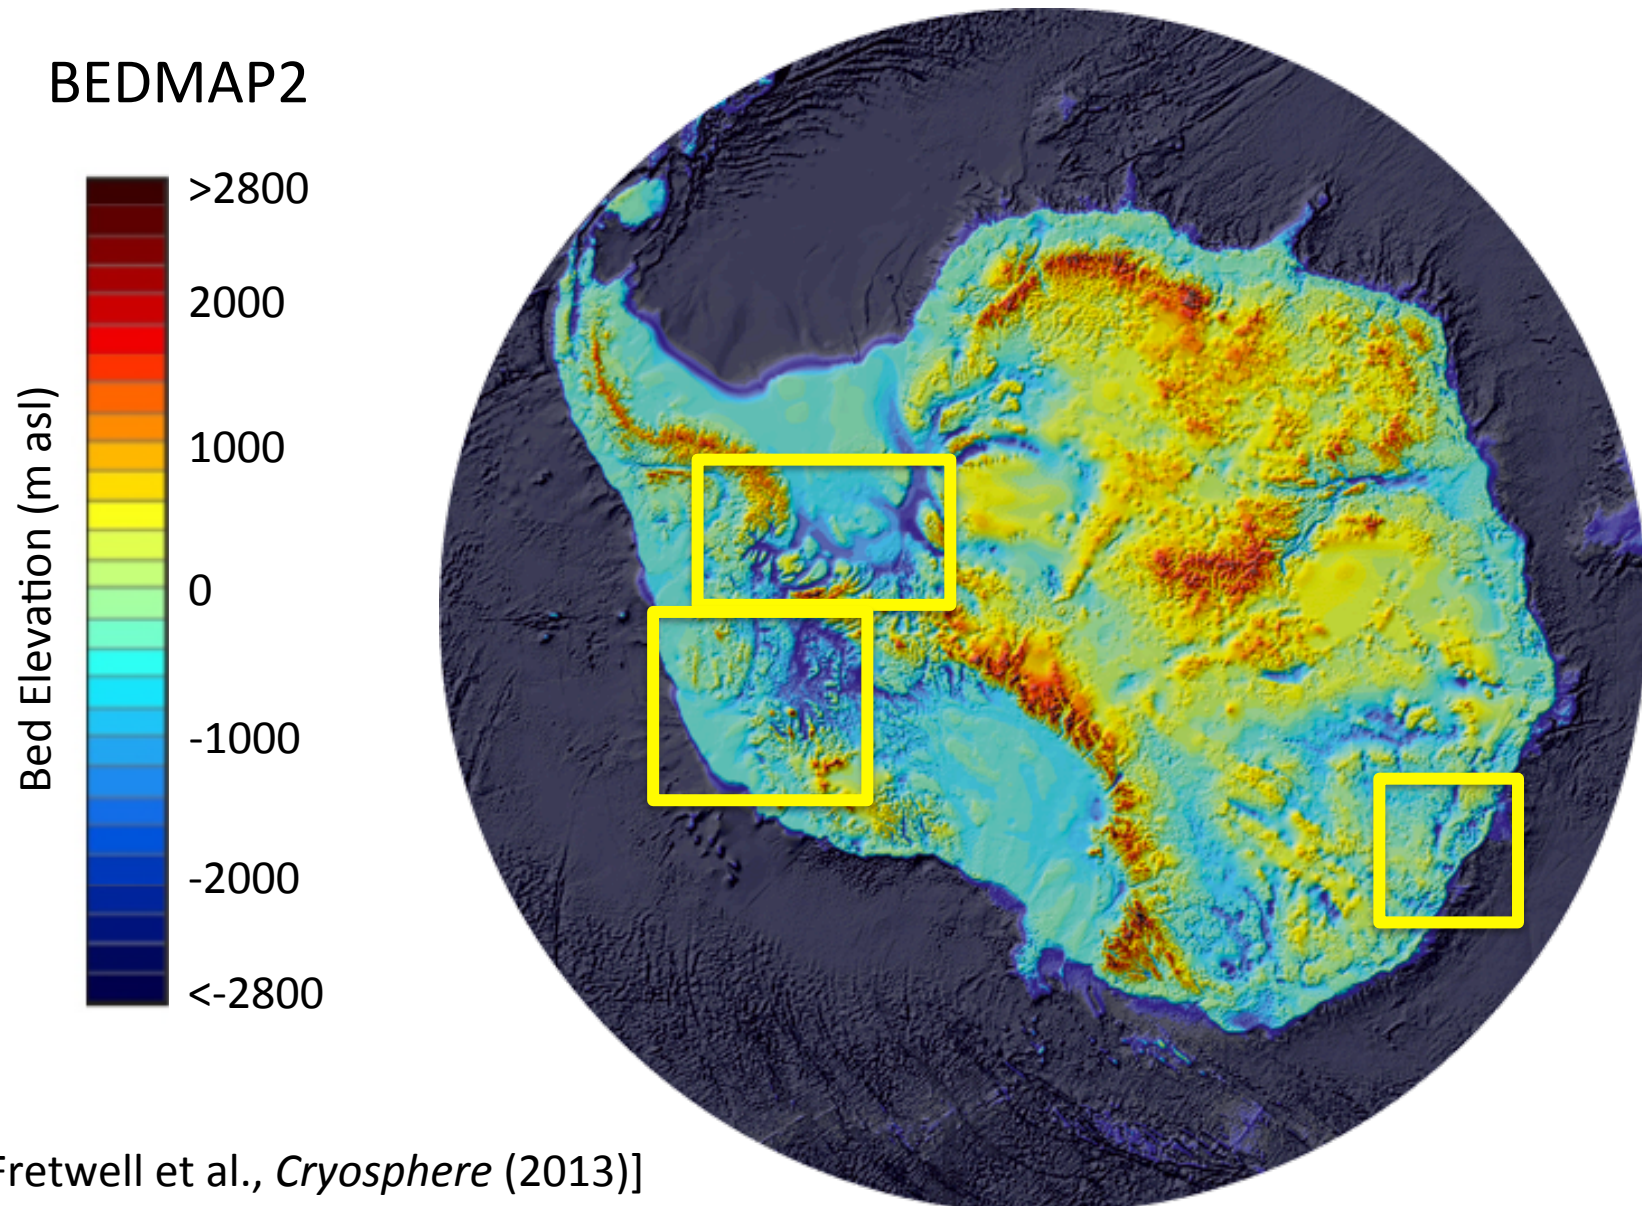 BEDMAP2
>2800
2000
1000
0
-1000
-2000
<-2800
Bed Elevation (m asl)
Fretwell et al., Cryosphere (2013)]